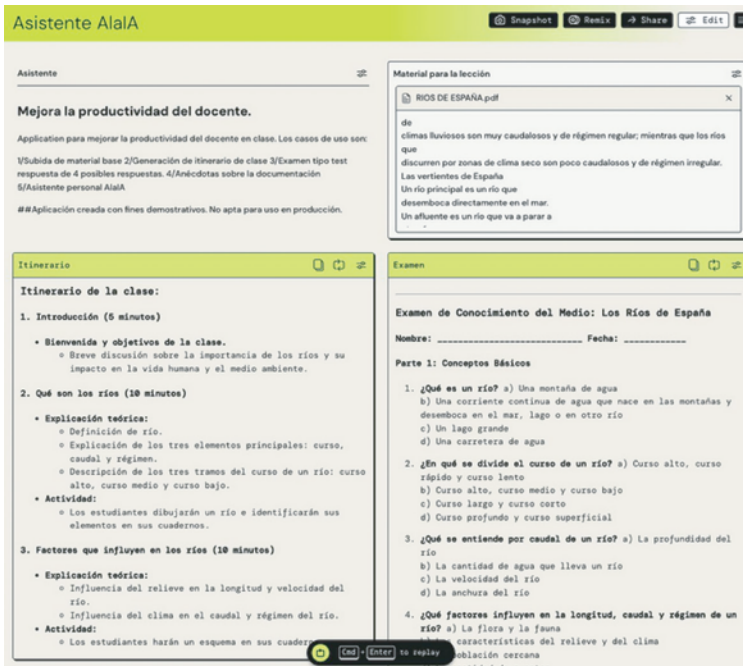 Asistente AlaIA
Snapshot
Remix
Share
Edit
Asistente
Mejora la productividad del docente.
Application para mejorar la productividad del docente en clase. Los casos de uso son:
1/Subida de material base 2/Generación de itinerario de clase 3/Examen tipo test
respuesta de 4 posibles respuestas. 4/Anécdotas sobre la documentación
5/Asistente personal AlaIA
##Aplicación creada con fines demostrativos. No apta para uso en producción.
Material para la lección
RIOS DE ESPAÑA.pdf
de
climas lluviosos son muy caudalosos y de régimen regular; mientras que los ríos
que
discurren por zonas de clima seco son poco caudalosos y de régimen irregular.
Las vertientes de España
Un río principal es un río que
desemboca directamente en el mar.
Un afluente es un río que va a parar a
Itinerario
Itinerario de la clase:
1. Introducción (5 minutos)
• Bienvenida y objetivos de la clase.
○ Breve discusión sobre la importancia de los ríos y su
impacto en la vida humana y el medio ambiente.
2. Qué son los ríos (10 minutos)
• Explicación teórica:
○ Definición de río.
○ Explicación de los tres elementos principales: curso,
caudal y régimen.
○ Descripción de los tres tramos del curso de un río: curso
alto, curso medio y curso bajo.
• Actividad:
○ Los estudiantes dibujarán un río e identificarán sus
elementos en sus cuadernos.
3. Factores que influyen en los ríos (10 minutos)
• Explicación teórica:
○ Influencia del relieve en la longitud y velocidad del
río.
○ Influencia del clima en el caudal y régimen del río.
• Actividad:
○ Los estudiantes harán un esquema en sus
Examen
Examen de Conocimiento del Medio: Los Ríos de España
Nombre: ____________________________ Fecha: ____________
Parte 1: Conceptos Básicos
1. ¿Qué es un río? a) Una montaña de agua
b) Una corriente continua de agua que nace en las montañas y
desemboca en el mar, lago o en otro río
c) Un lago grande
d) Una carretera de agua
2. ¿En qué se divide el curso de un río? a) Curso alto, curso
rápido y curso lento
b) Curso alto, curso medio y curso bajo
c) Curso largo y curso corto
d) Curso profundo y curso superficial
3. ¿Qué se entiende por caudal de un río? a) La profundidad del
río
b) La cantidad de agua que lleva un río
c) La velocidad del río
d) La anchura del río
4. ¿Qué factores influyen en la longitud, caudal y régimen de un
río? a) La flora y la fauna
características del relieve y del clima
cercana
Cmd + Enter to replay